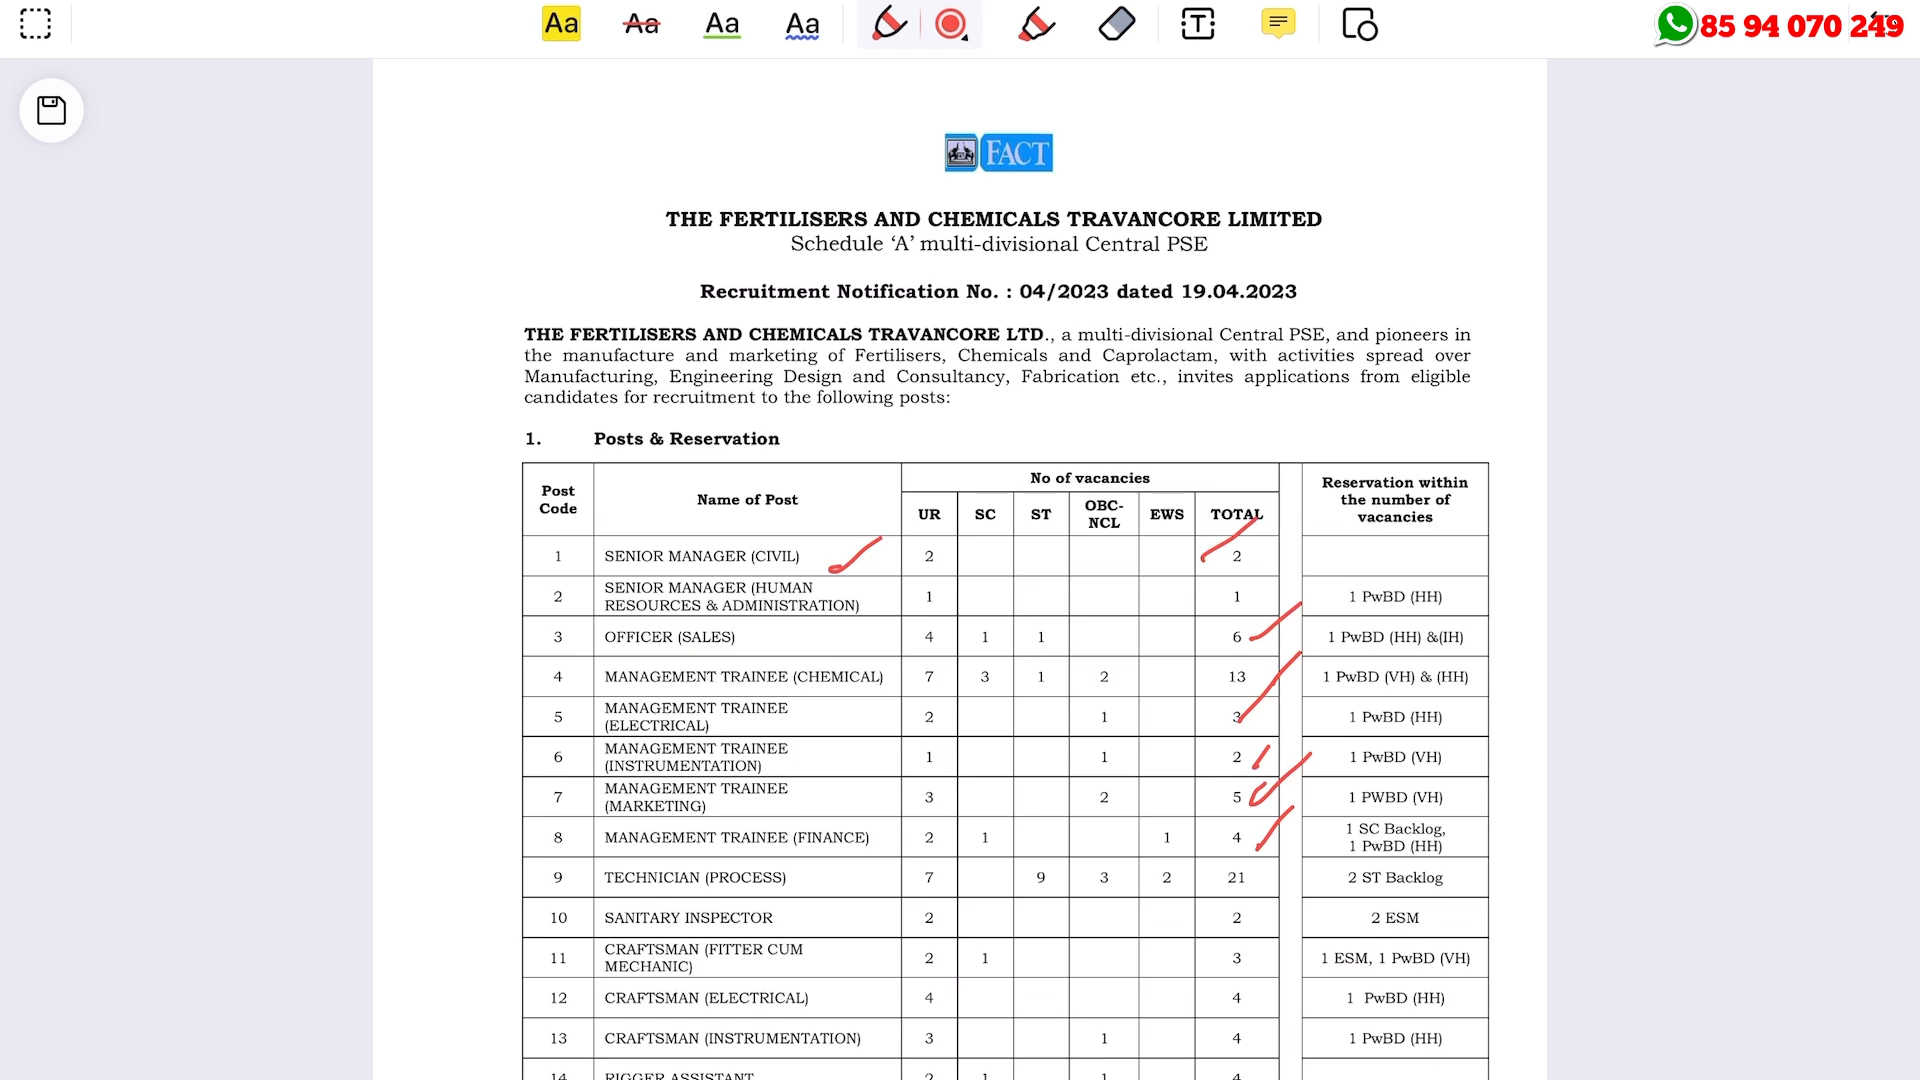 Aa Aa Aa Aa T
85 94 070 249
FACT
THE FERTILISERS AND CHEMICALS TRAVANCORE LIMITED
Schedule ‘A’ multi-divisional Central PSE
Recruitment Notification No. : 04/2023 dated 19.04.2023
THE FERTILISERS AND CHEMICALS TRAVANCORE LTD., a multi-divisional Central PSE, and pioneers in
the manufacture and marketing of Fertilisers, Chemicals and Caprolactam, with activities spread over
Manufacturing, Engineering Design and Consultancy, Fabrication etc., invites applications from eligible
candidates for recruitment to the following posts:
1. Posts & Reservation
Post Code Name of Post No of vacancies Reservation within the number of vacancies
UR SC ST OBC-NCL EWS TOTAL
1 SENIOR MANAGER (CIVIL) 2 2
2 SENIOR MANAGER (HUMAN RESOURCES & ADMINISTRATION) 1 1 1 PwBD (HH)
3 OFFICER (SALES) 4 1 1 6 1 PwBD (HH) &(IH)
4 MANAGEMENT TRAINEE (CHEMICAL) 7 3 1 2 13 1 PwBD (VH) & (HH)
5 MANAGEMENT TRAINEE (ELECTRICAL) 2 1 3 1 PwBD (HH)
6 MANAGEMENT TRAINEE (INSTRUMENTATION) 1 1 2 1 PwBD (VH)
7 MANAGEMENT TRAINEE (MARKETING) 3 2 5 1 PWBD (VH)
8 MANAGEMENT TRAINEE (FINANCE) 2 1 1 4 1 SC Backlog, 1 PwBD (HH)
9 TECHNICIAN (PROCESS) 7 9 3 2 21 2 ST Backlog
10 SANITARY INSPECTOR 2 2 2 ESM
11 CRAFTSMAN (FITTER CUM MECHANIC) 2 1 3 1 ESM, 1 PwBD (VH)
12 CRAFTSMAN (ELECTRICAL) 4 4 1 PwBD (HH)
13 CRAFTSMAN (INSTRUMENTATION) 3 1 4 1 PwBD (HH)
14 RIGGER ASSISTANT 2 1 1 4